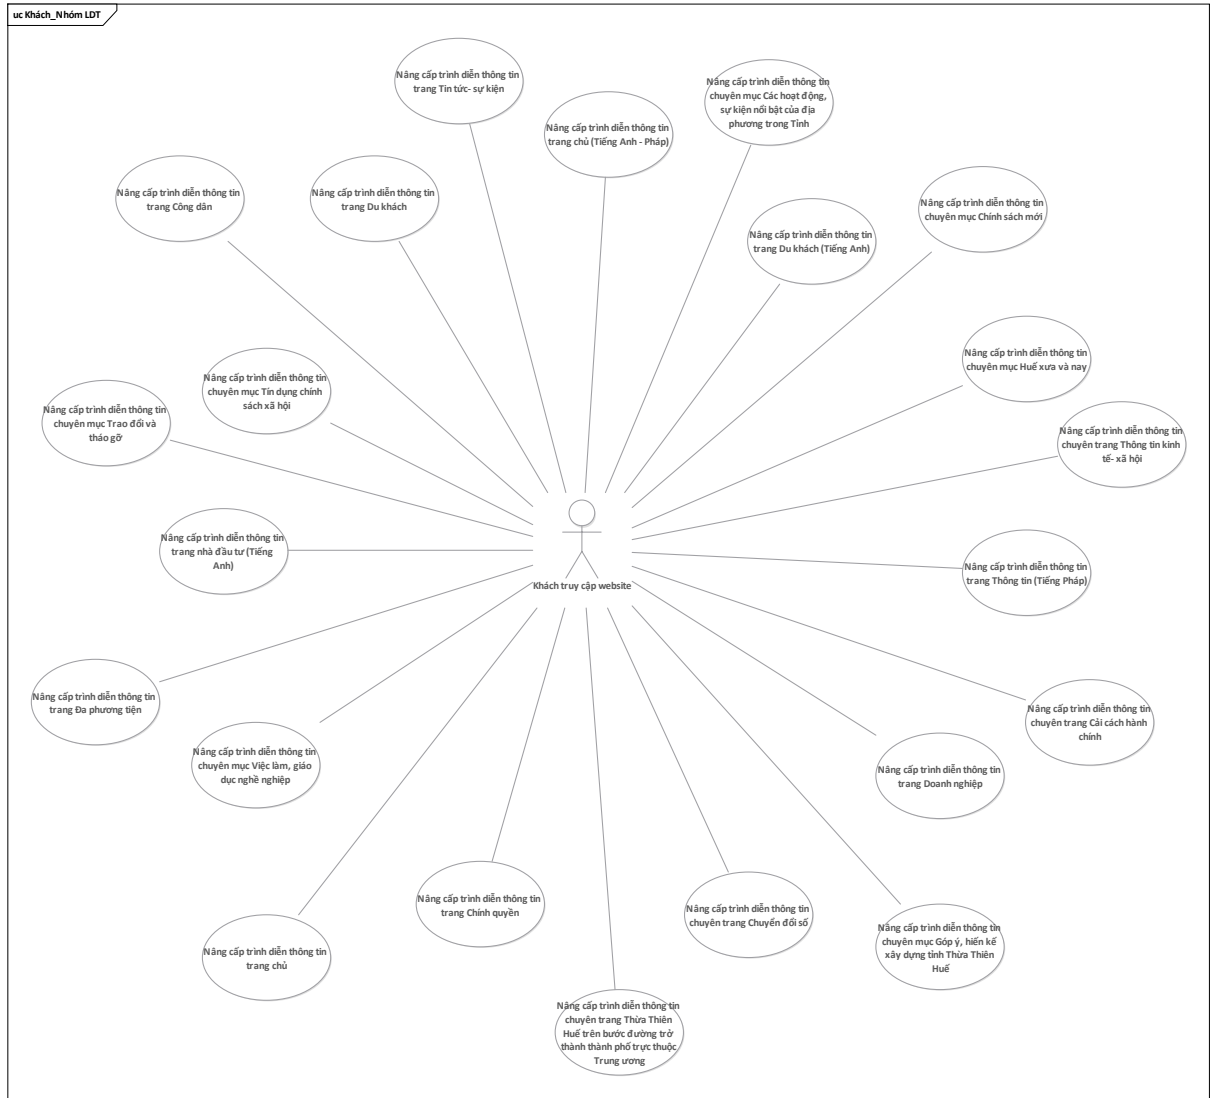 uc Khách_Nhóm LDT
Nâng cấp trình diễn thông tin
trang Tin tức- sự kiện
Nâng cấp trình diễn thông tin
chuyên mục Các hoạt động,
sự kiện nổi bật của địa
phương trong Tỉnh
Nâng cấp trình diễn thông tin
trang chủ (Tiếng Anh - Pháp)
Nâng cấp trình diễn thông tin
trang Công dân
Nâng cấp trình diễn thông tin
trang Du khách
Nâng cấp trình diễn thông tin
chuyên mục Chính sách mới
Nâng cấp trình diễn thông tin
trang Du khách (Tiếng Anh)
Nâng cấp trình diễn thông tin
chuyên mục Huế xưa và nay
Nâng cấp trình diễn thông tin
chuyên mục Tín dụng chính
sách xã hội
Nâng cấp trình diễn thông tin
chuyên mục Trao đổi và
tháo gỡ
Nâng cấp trình diễn thông tin
chuyên trang Thông tin kinh
tế- xã hội
Nâng cấp trình diễn thông tin
trang nhà đầu tư (Tiếng
Anh)
Nâng cấp trình diễn thông tin
trang Thông tin (Tiếng Pháp)
Khách truy cập website
Nâng cấp trình diễn thông tin
trang Đa phương tiện
Nâng cấp trình diễn thông tin
chuyên trang Cải cách hành
chính
Nâng cấp trình diễn thông tin
chuyên mục Việc làm, giáo
dục nghề nghiệp
Nâng cấp trình diễn thông tin
trang Doanh nghiệp
Nâng cấp trình diễn thông tin
trang Chính quyền
Nâng cấp trình diễn thông tin
chuyên trang Chuyển đổi số
Nâng cấp trình diễn thông tin
chuyên mục Góp ý, hiến kế
xây dựng tỉnh Thừa Thiên
Huế
Nâng cấp trình diễn thông tin
trang chủ
Nâng cấp trình diễn thông tin
chuyên trang Thừa Thiên
Huế trên bước đường trở
thành thành phố trực thuộc
Trung ương